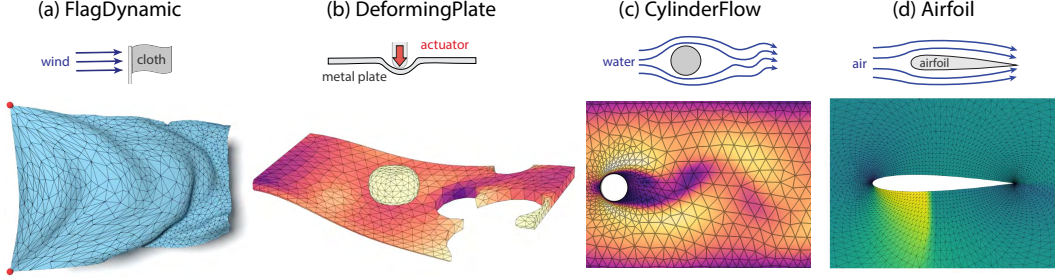 (a) FlagDynamic
wind
cloth
(b) DeformingPlate
actuator
metal plate
(c) CylinderFlow
water
(d) Airfoil
air
airfoil